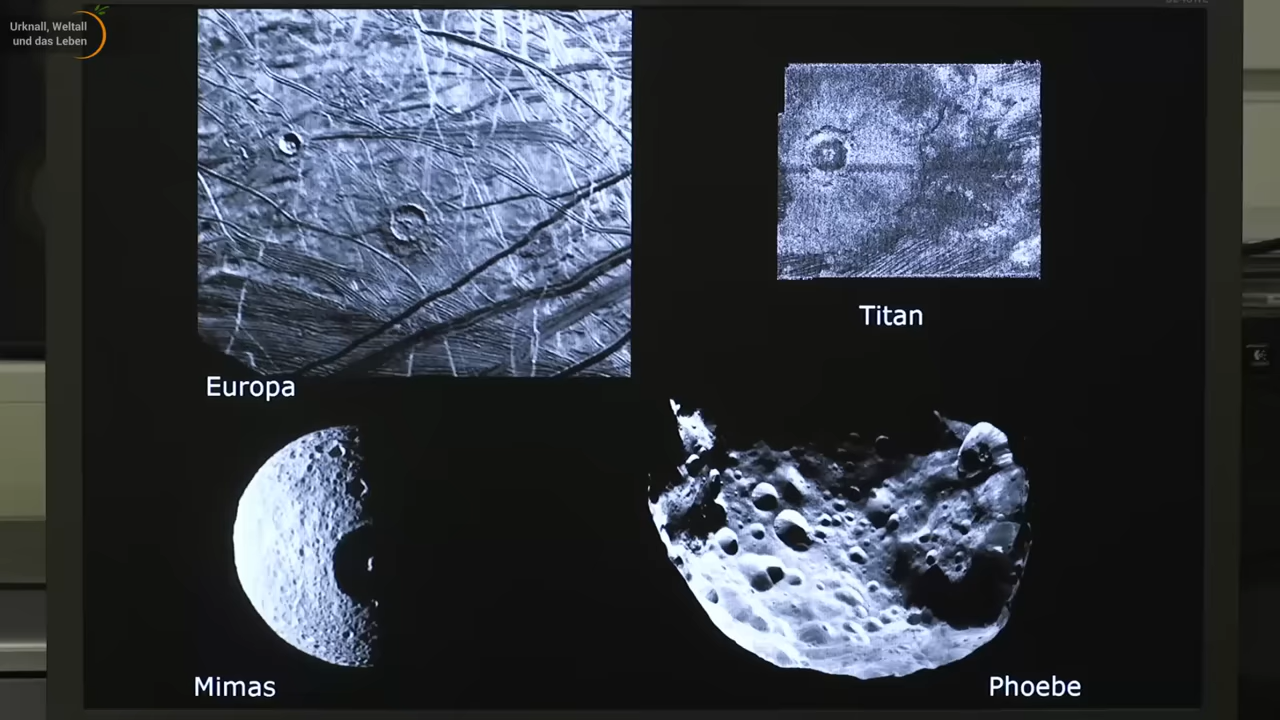 Urknall, Weltall
und das Leben
Titan
Europa
Mimas
Phoebe